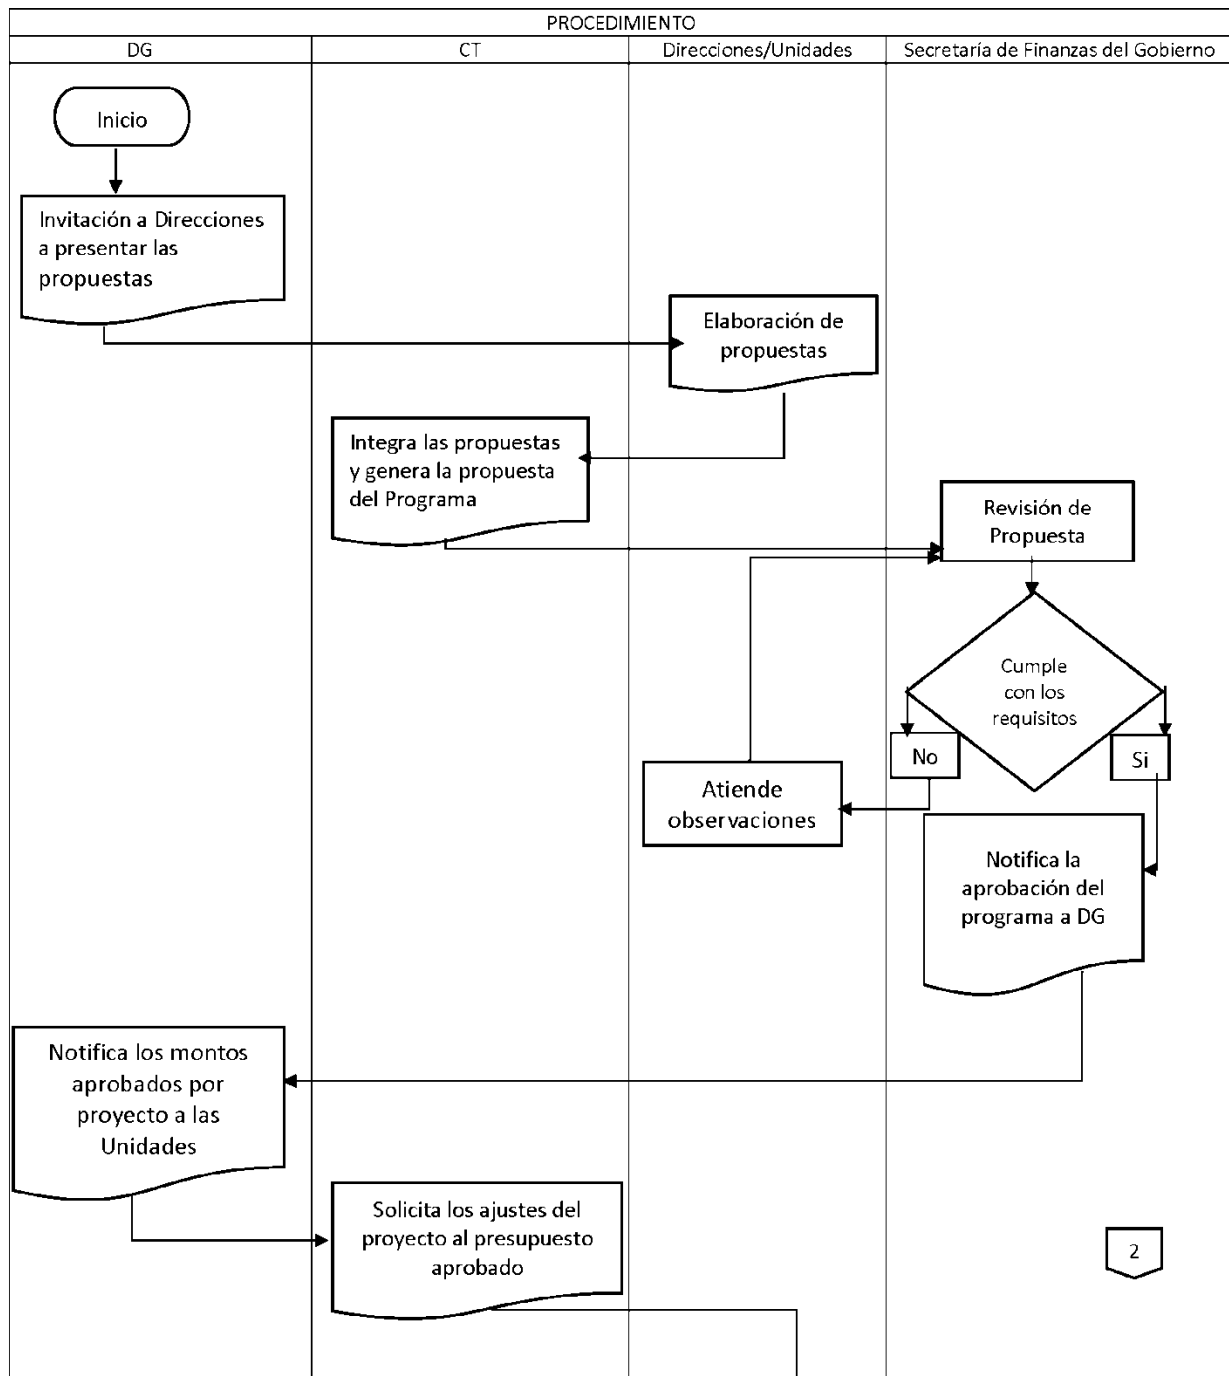 PROCEDIMIENTO
DG
CT
Direcciones/Unidades
Secretaría de Finanzas del Gobierno
Inicio
Invitación a Direcciones
a presentar las
propuestas
Elaboración de
propuestas
Integra las propuestas
y genera la propuesta
del Programa
Revisión de
Propuesta
Cumple
con los
requisitos
No
Si
Atiende
observaciones
Notifica la
aprobación del
programa a DG
Notifica los montos
aprobados por
proyecto a las
Unidades
Solicita los ajustes del
proyecto al presupuesto
aprobado
2